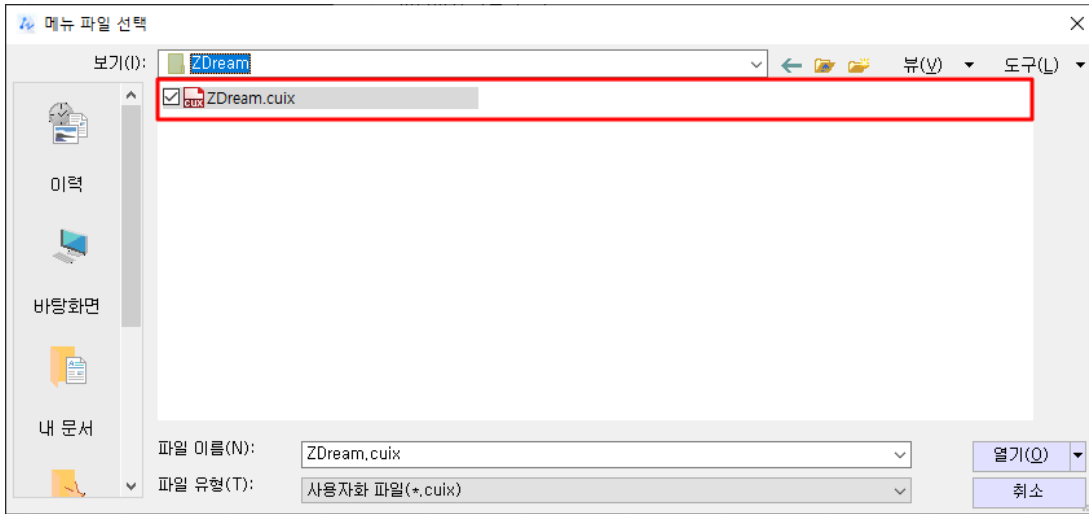 메뉴 파일 선택
보기(I): ZDream 뷰(V) 도구(L)
ZDream.cuix
이력
바탕화면
내 문서
파일 이름(N): ZDream.cuix 열기(O)
파일 유형(T): 사용자화 파일(*.cuix) 취소